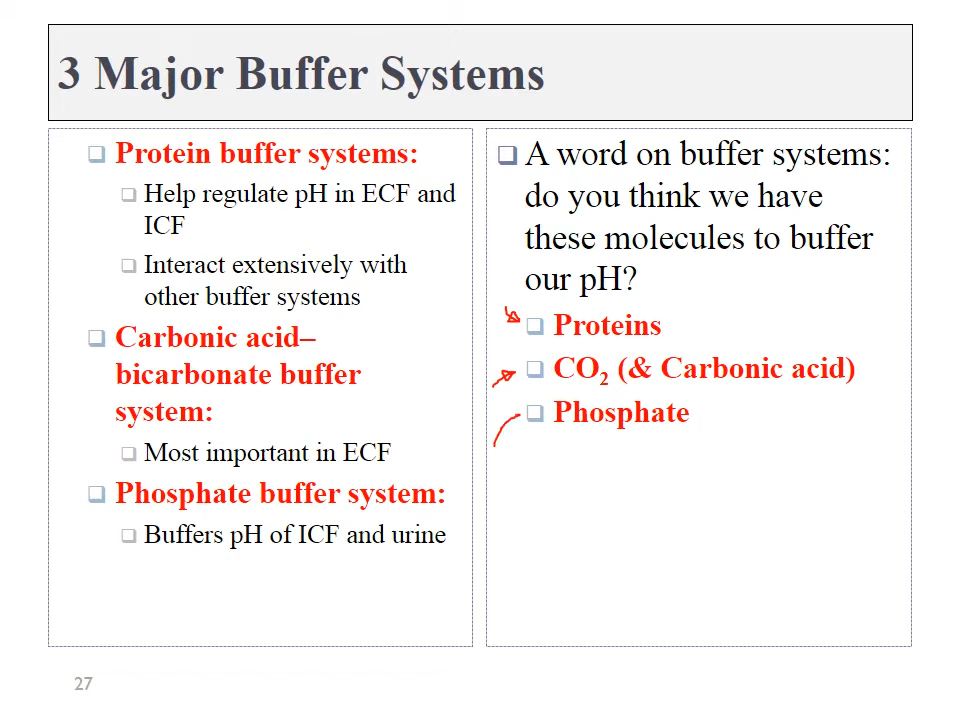 3 Major Buffer Systems
Protein buffer systems:
Help regulate pH in ECF and
ICF
Interact extensively with
other buffer systems
Carbonic acid–
bicarbonate buffer
system:
Most important in ECF
Phosphate buffer system:
Buffers pH of ICF and urine
A word on buffer systems:
do you think we have
these molecules to buffer
our pH?
Proteins
CO₂ (& Carbonic acid)
Phosphate
27